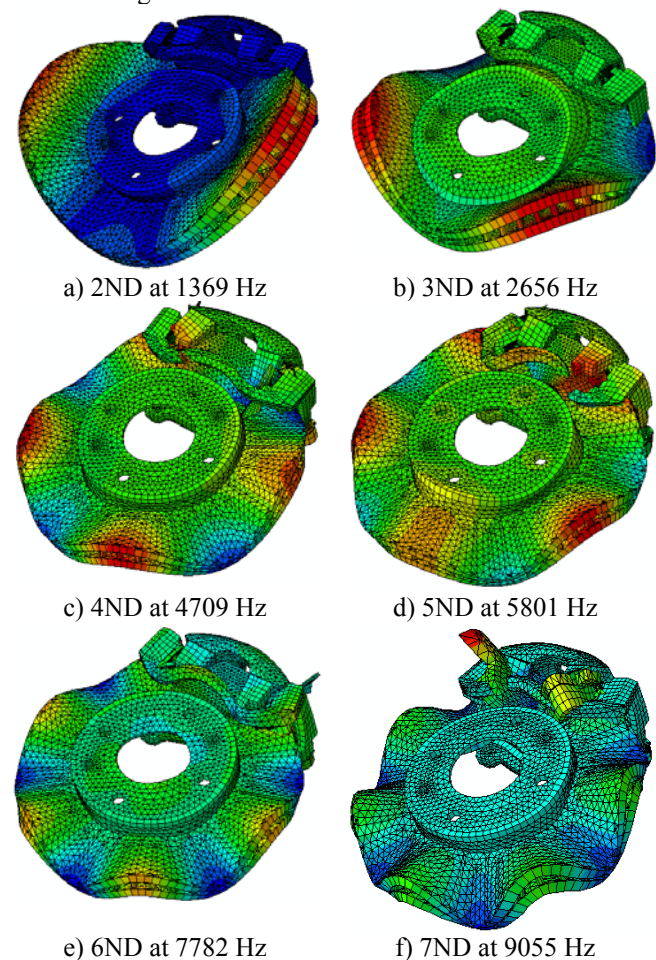 a) 2ND at 1369 Hz
b) 3ND at 2656 Hz
c) 4ND at 4709 Hz
d) 5ND at 5801 Hz
e) 6ND at 7782 Hz
f) 7ND at 9055 Hz